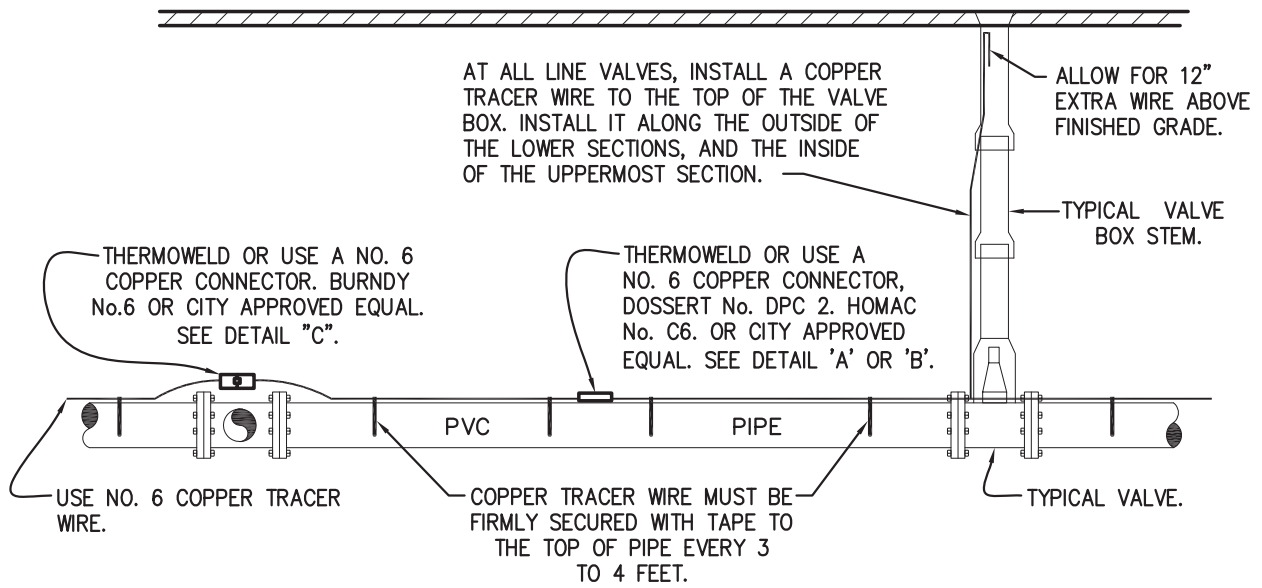 AT ALL LINE VALVES, INSTALL A COPPER
TRACER WIRE TO THE TOP OF THE VALVE
BOX. INSTALL IT ALONG THE OUTSIDE OF
THE LOWER SECTIONS, AND THE INSIDE
OF THE UPPERMOST SECTION.
ALLOW FOR 12"
EXTRA WIRE ABOVE
FINISHED GRADE.
TYPICAL VALVE
BOX STEM.
THERMOWELD OR USE A NO. 6
COPPER CONNECTOR. BURNDY
No.6 OR CITY APPROVED EQUAL.
SEE DETAIL "C".
THERMOWELD OR USE A
NO. 6 COPPER CONNECTOR,
DOSSERT No. DPC 2. HOMAC
No. C6. OR CITY APPROVED
EQUAL. SEE DETAIL 'A' OR 'B'.
PVC
PIPE
USE NO. 6 COPPER TRACER
WIRE.
COPPER TRACER WIRE MUST BE
FIRMLY SECURED WITH TAPE TO
THE TOP OF PIPE EVERY 3
TO 4 FEET.
TYPICAL VALVE.